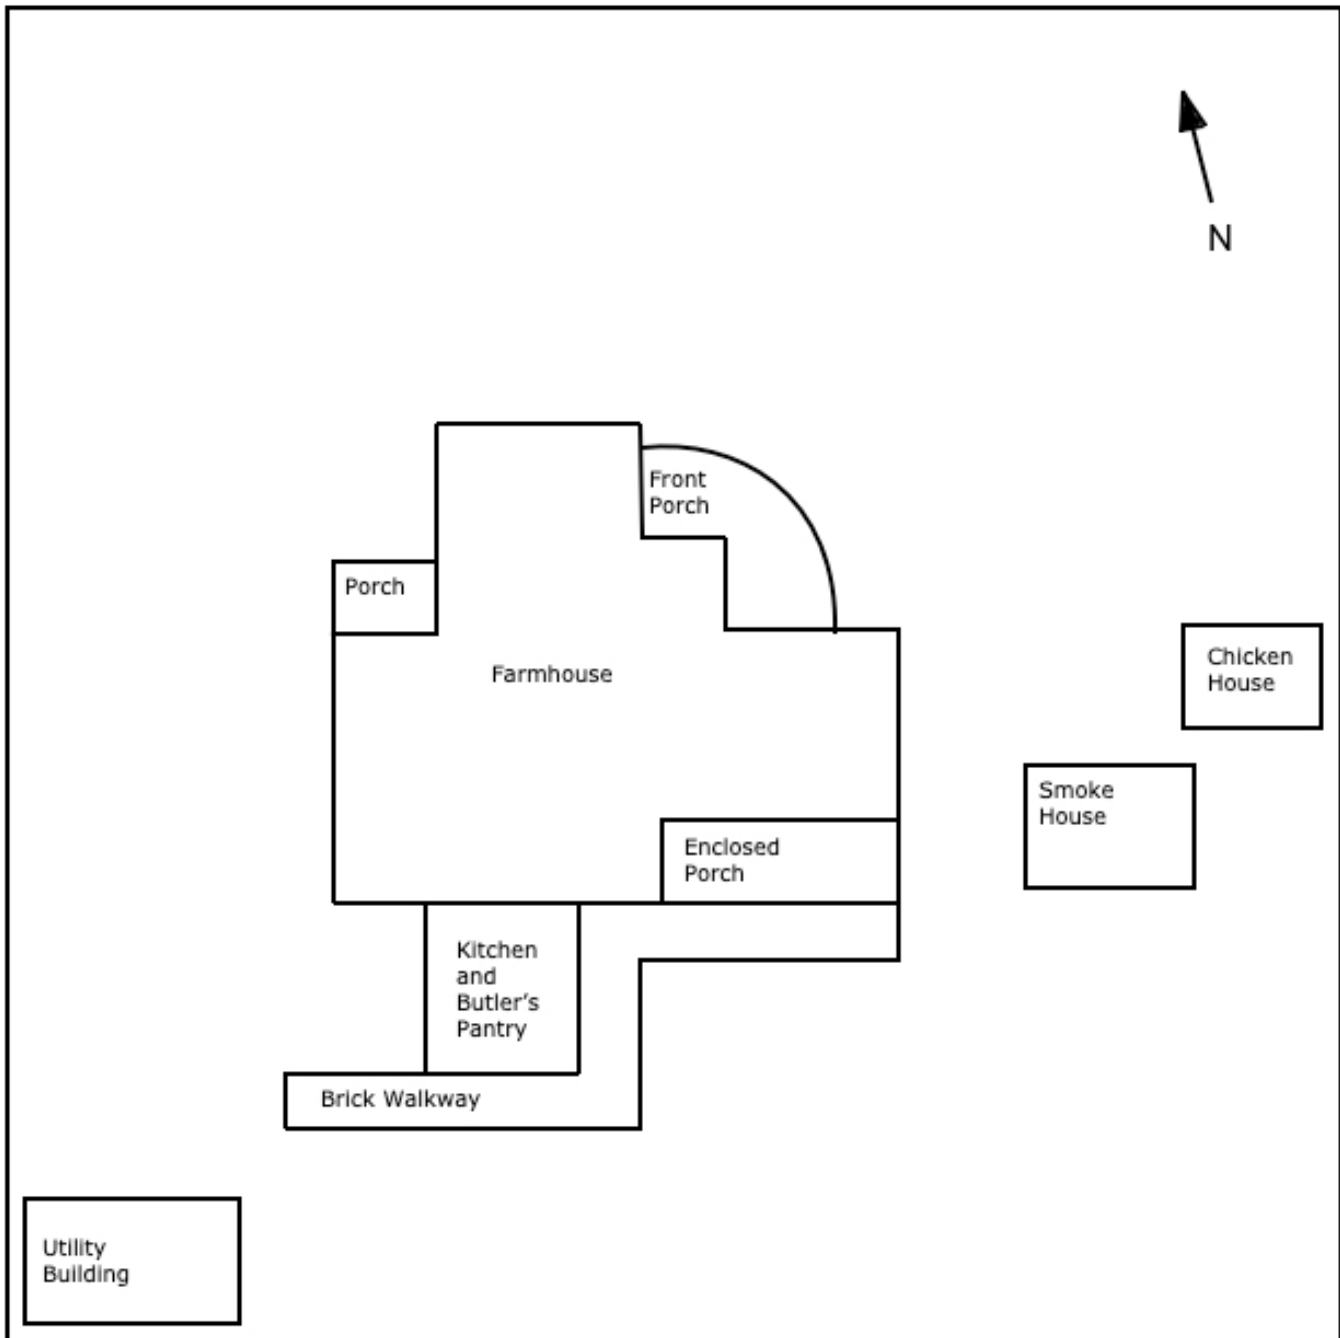 N
Front
Porch
Porch
Farmhouse
Chicken
House
Smoke
House
Enclosed
Porch
Kitchen
and
Butler’s
Pantry
Brick Walkway
Utility
Building